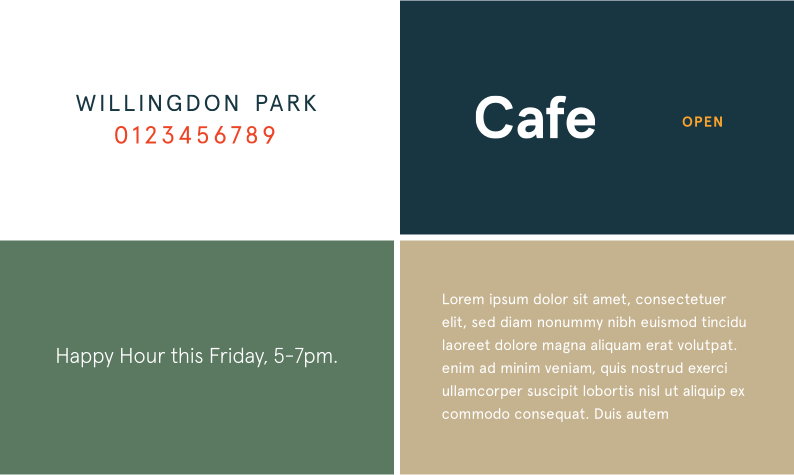 WILLINGDON PARK
0123456789
Cafe
OPEN
Happy Hour this Friday, 5-7pm.
Lorem ipsum dolor sit amet, consectetuer
elit, sed diam nonummy nibh euismod tincidu
laoreet dolore magna aliquam erat volutpat.
enim ad minim veniam, quis nostrud exerci
ullamcorper suscipit lobortis nisl ut aliquip ex
commodo consequat. Duis autem